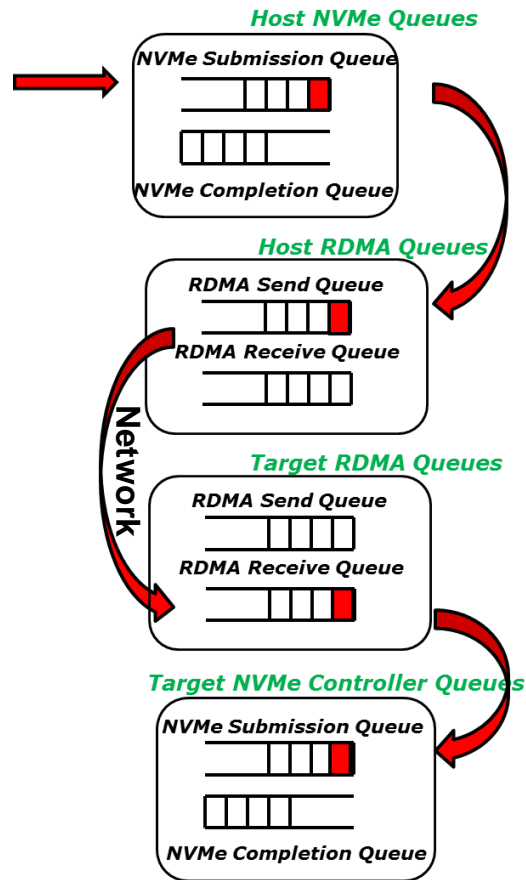 Host NVMe Queues
NVMe Submission Queue
NVMe Completion Queue
Host RDMA Queues
RDMA Send Queue
RDMA Receive Queue
Network
Target RDMA Queues
RDMA Send Queue
RDMA Receive Queue
Target NVMe Controller Queues
NVMe Submission Queue
NVMe Completion Queue